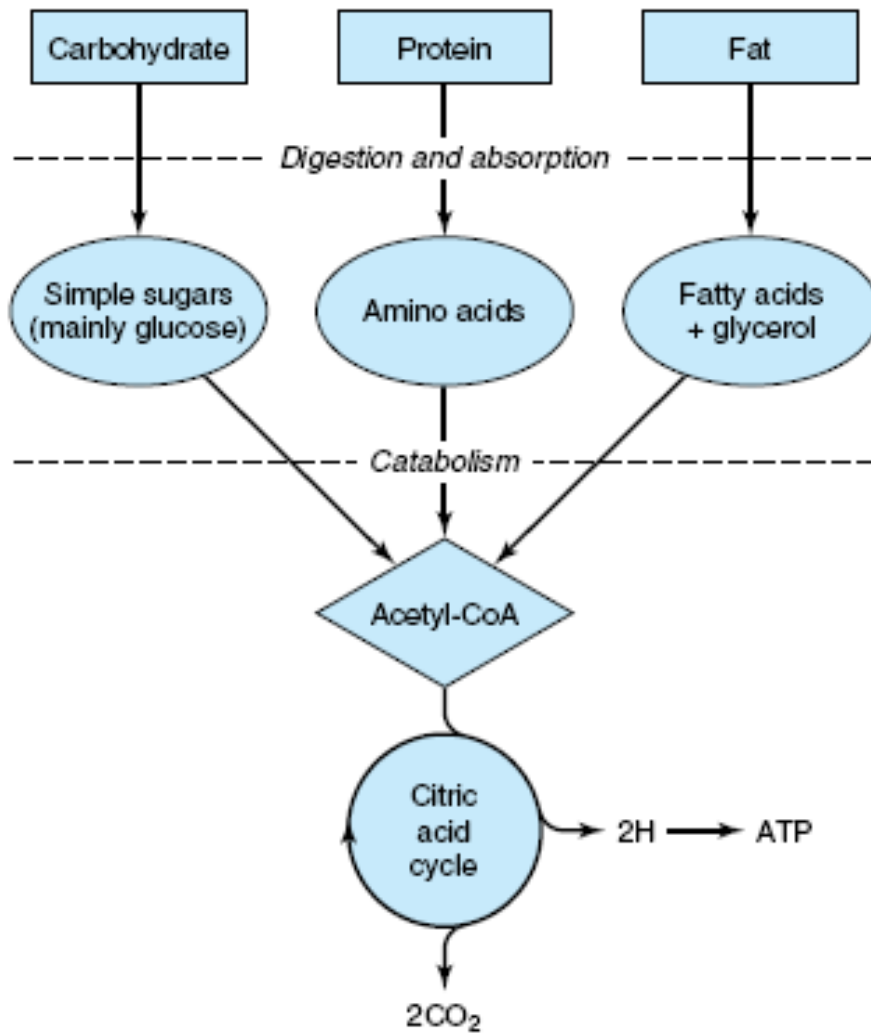 Carbohydrate
Protein
Fat
Digestion and absorption
Simple sugars
(mainly glucose)
Amino acids
Fatty acids
+ glycerol
Catabolism
Acetyl-CoA
Citric
acid
cycle
2H
ATP
2CO₂